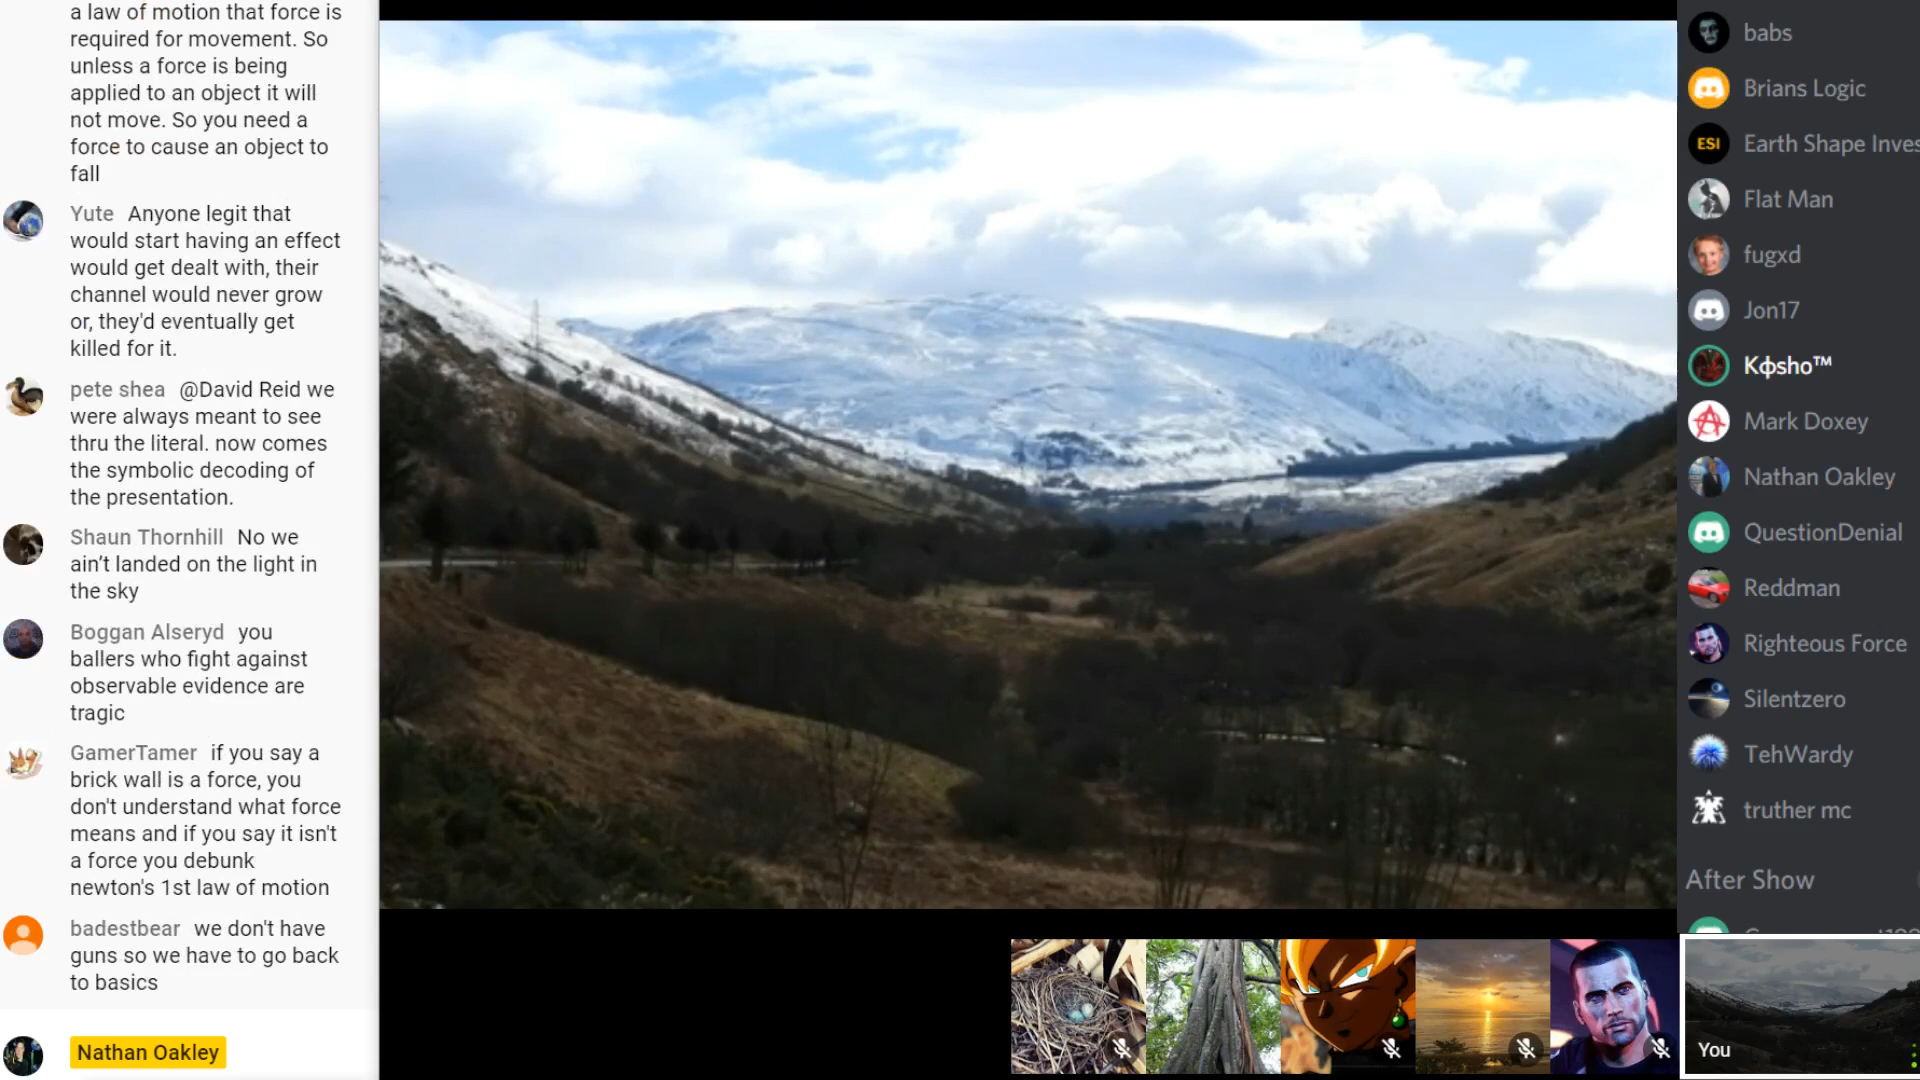 a law of motion that force is
required for movement. So
unless a force is being
applied to an object it will
not move. So you need a
force to cause an object to
fall
Yute Anyone legit that
would start having an effect
would get dealt with, their
channel would never grow
or, they'd eventually get
killed for it.
pete shea @David Reid we
were always meant to see
thru the literal. now comes
the symbolic decoding of
the presentation.
Shaun Thornhill No we
ain’t landed on the light in
the sky
Boggan Alseryd you
ballers who fight against
observable evidence are
tragic
GamerTamer if you say a
brick wall is a force, you
don't understand what force
means and if you say it isn't
a force you debunk
newton's 1st law of motion
badestbear we don't have
guns so we have to go back
to basics
Nathan Oakley
babs
Brians Logic
ESI
Earth Shape Inves
Flat Man
fugxd
Jon17
Kфsho™
Mark Doxey
Nathan Oakley
QuestionDenial
Reddman
Righteous Force
Silentzero
TehWardy
truther mc
After Show
You